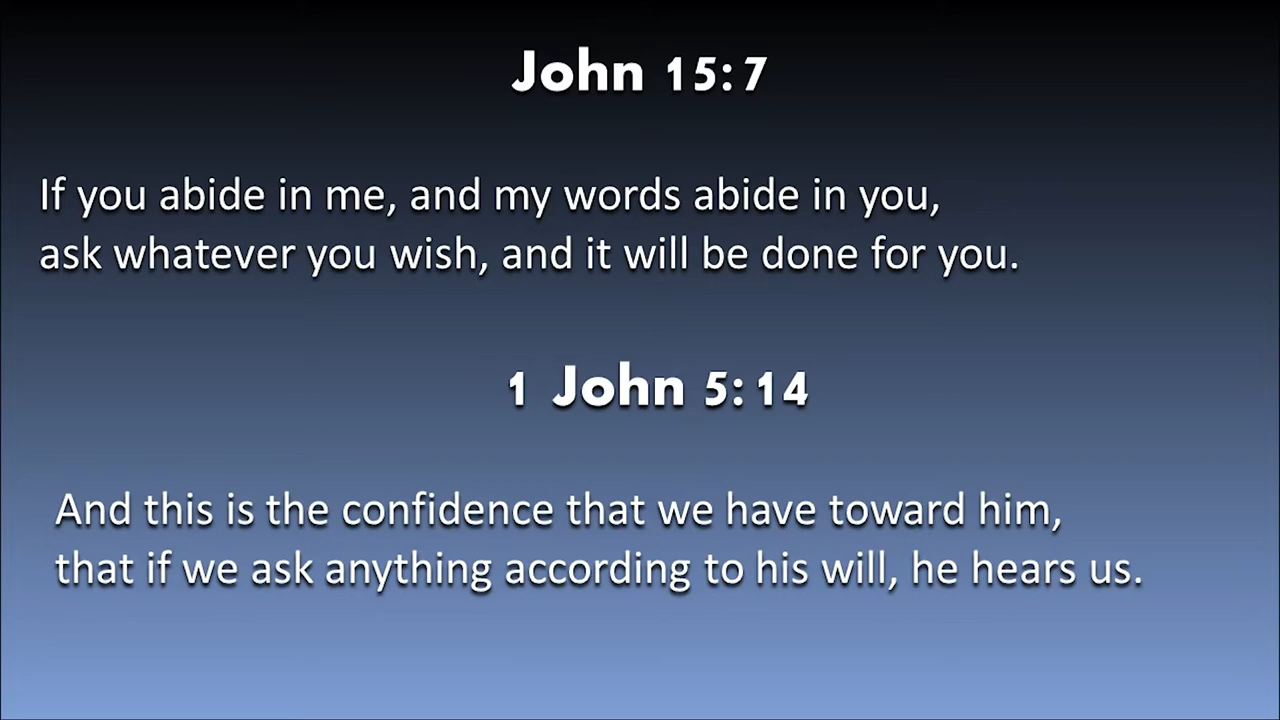 John 15:7
If you abide in me, and my words abide in you,
ask whatever you wish, and it will be done for you.
1 John 5:14
And this is the confidence that we have toward him,
that if we ask anything according to his will, he hears us.